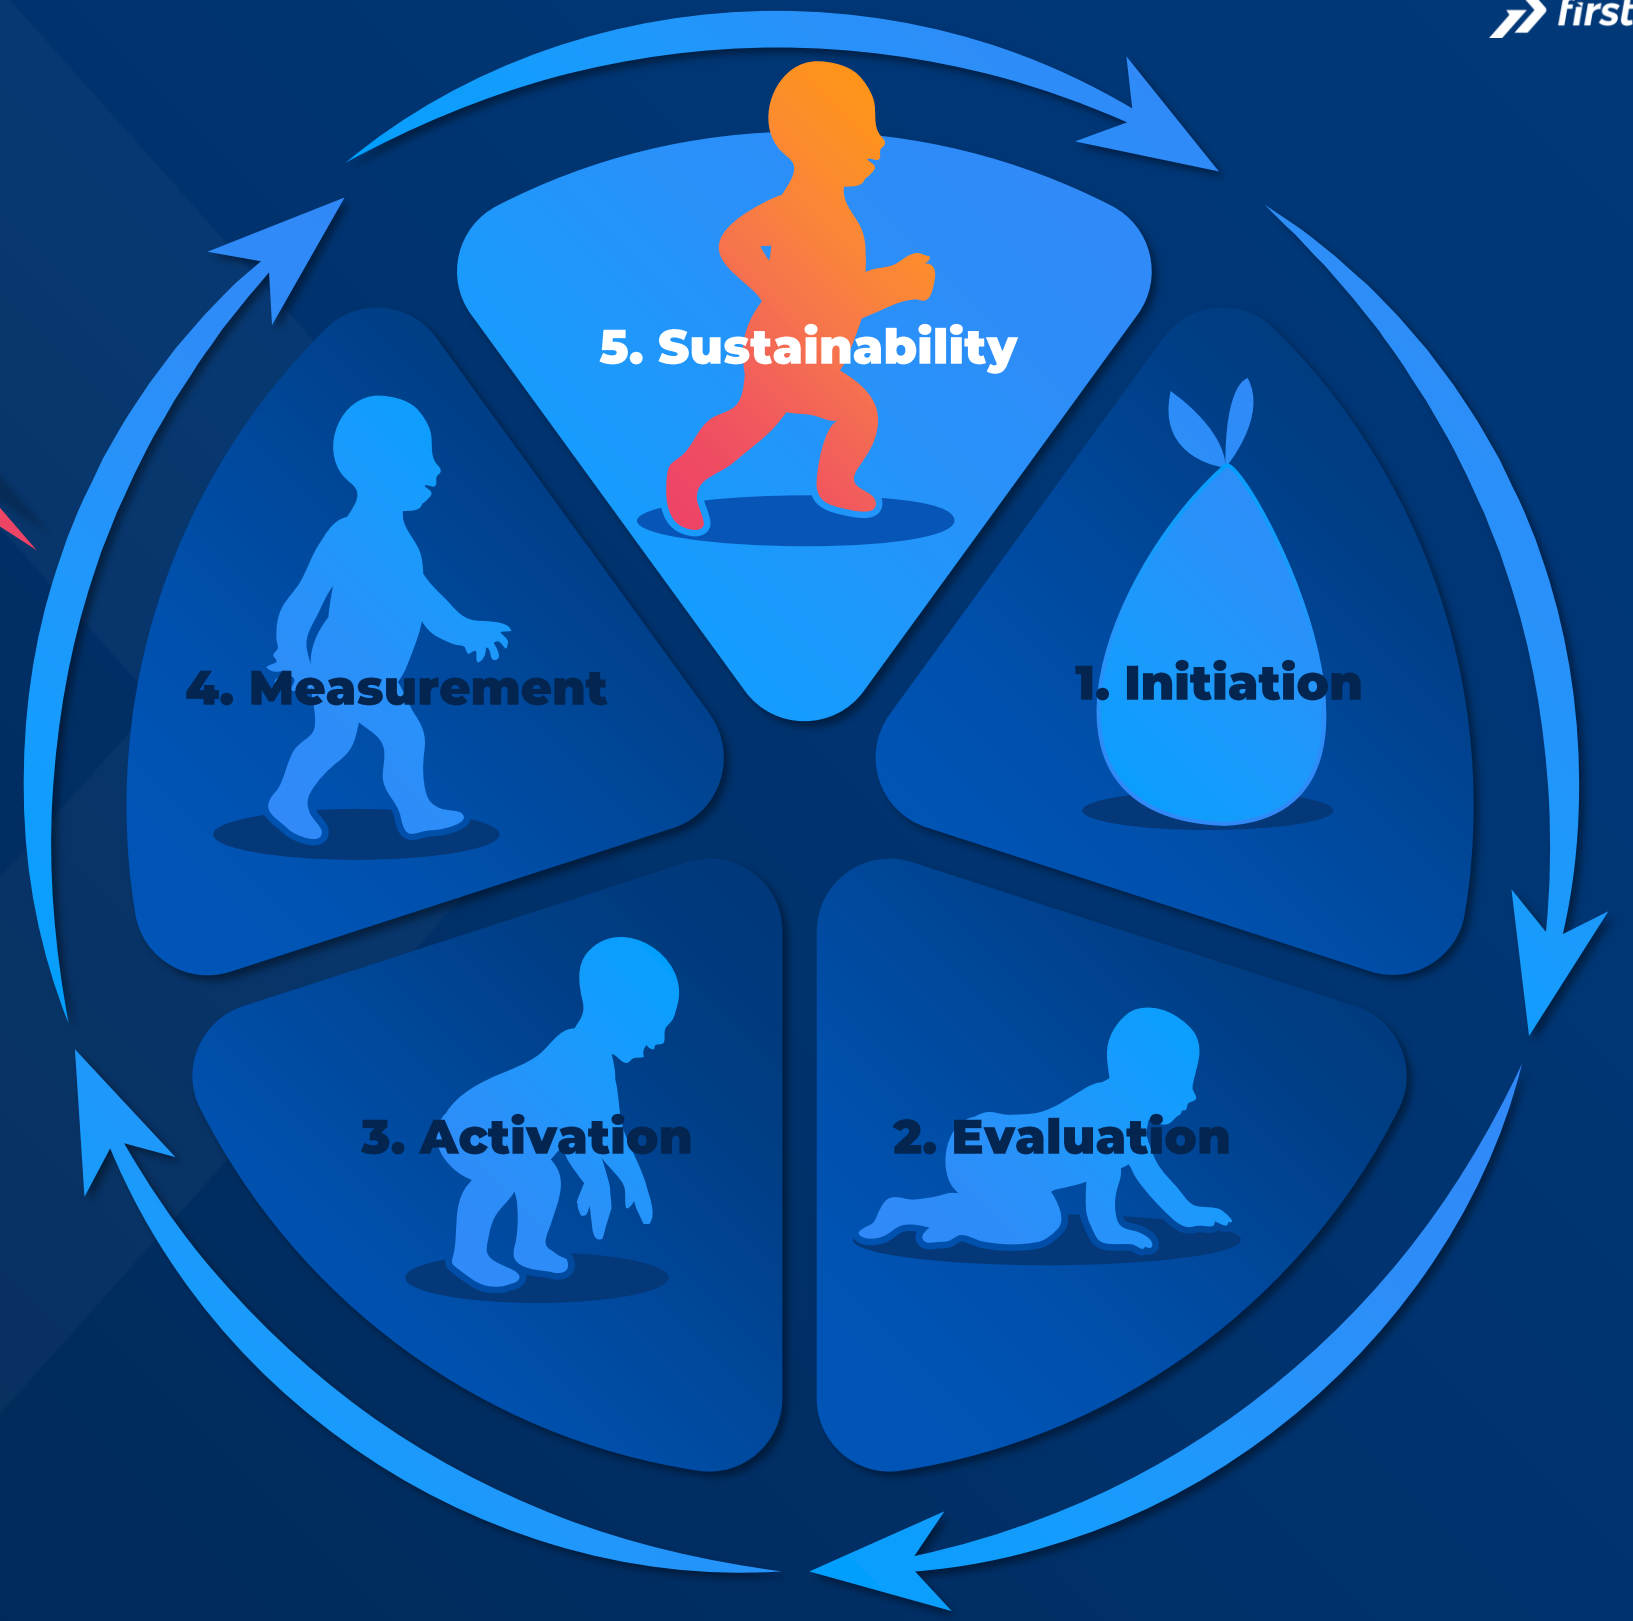 first
5. Sustainability
4. Measurement
1. Initiation
3. Activation
2. Evaluation